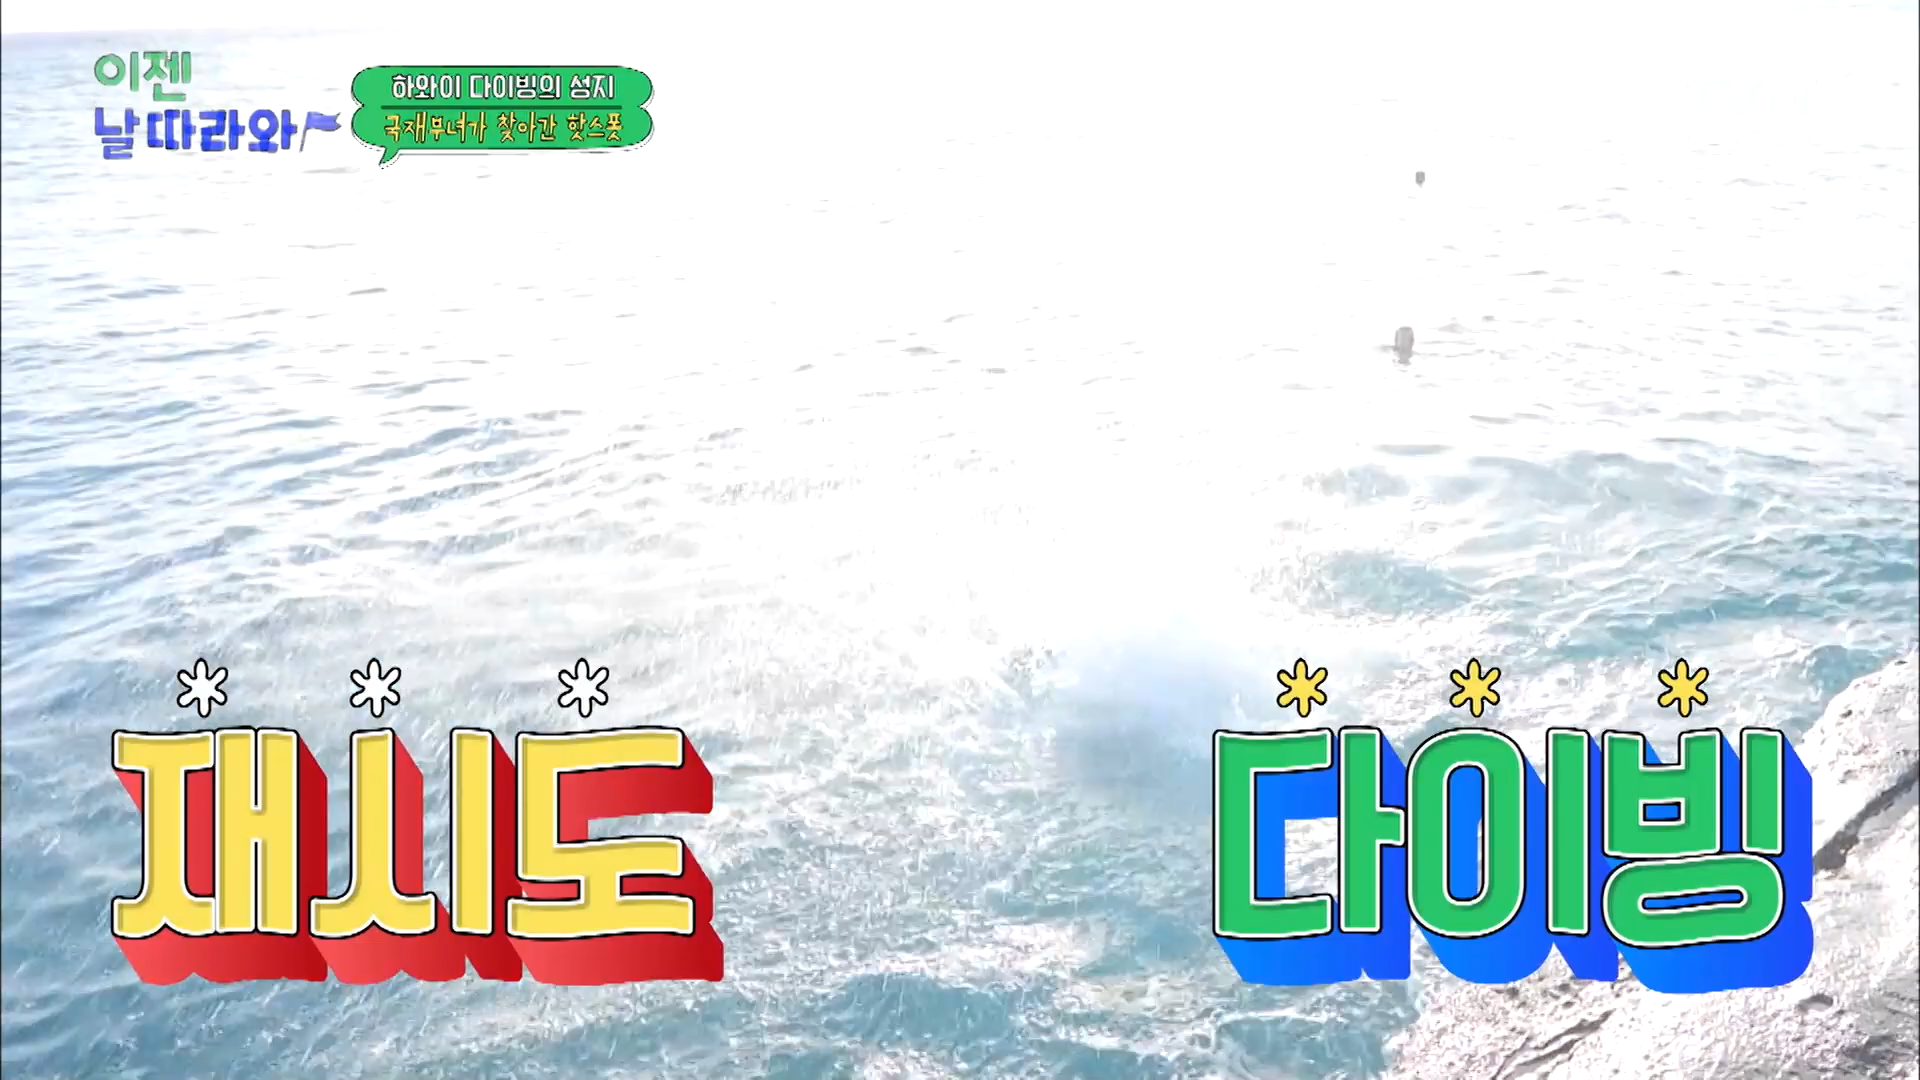 이젠
날 따라와
하와이 다이빙의 성지
국재부녀가 찾아간 핫스폿
재시도 다이빙